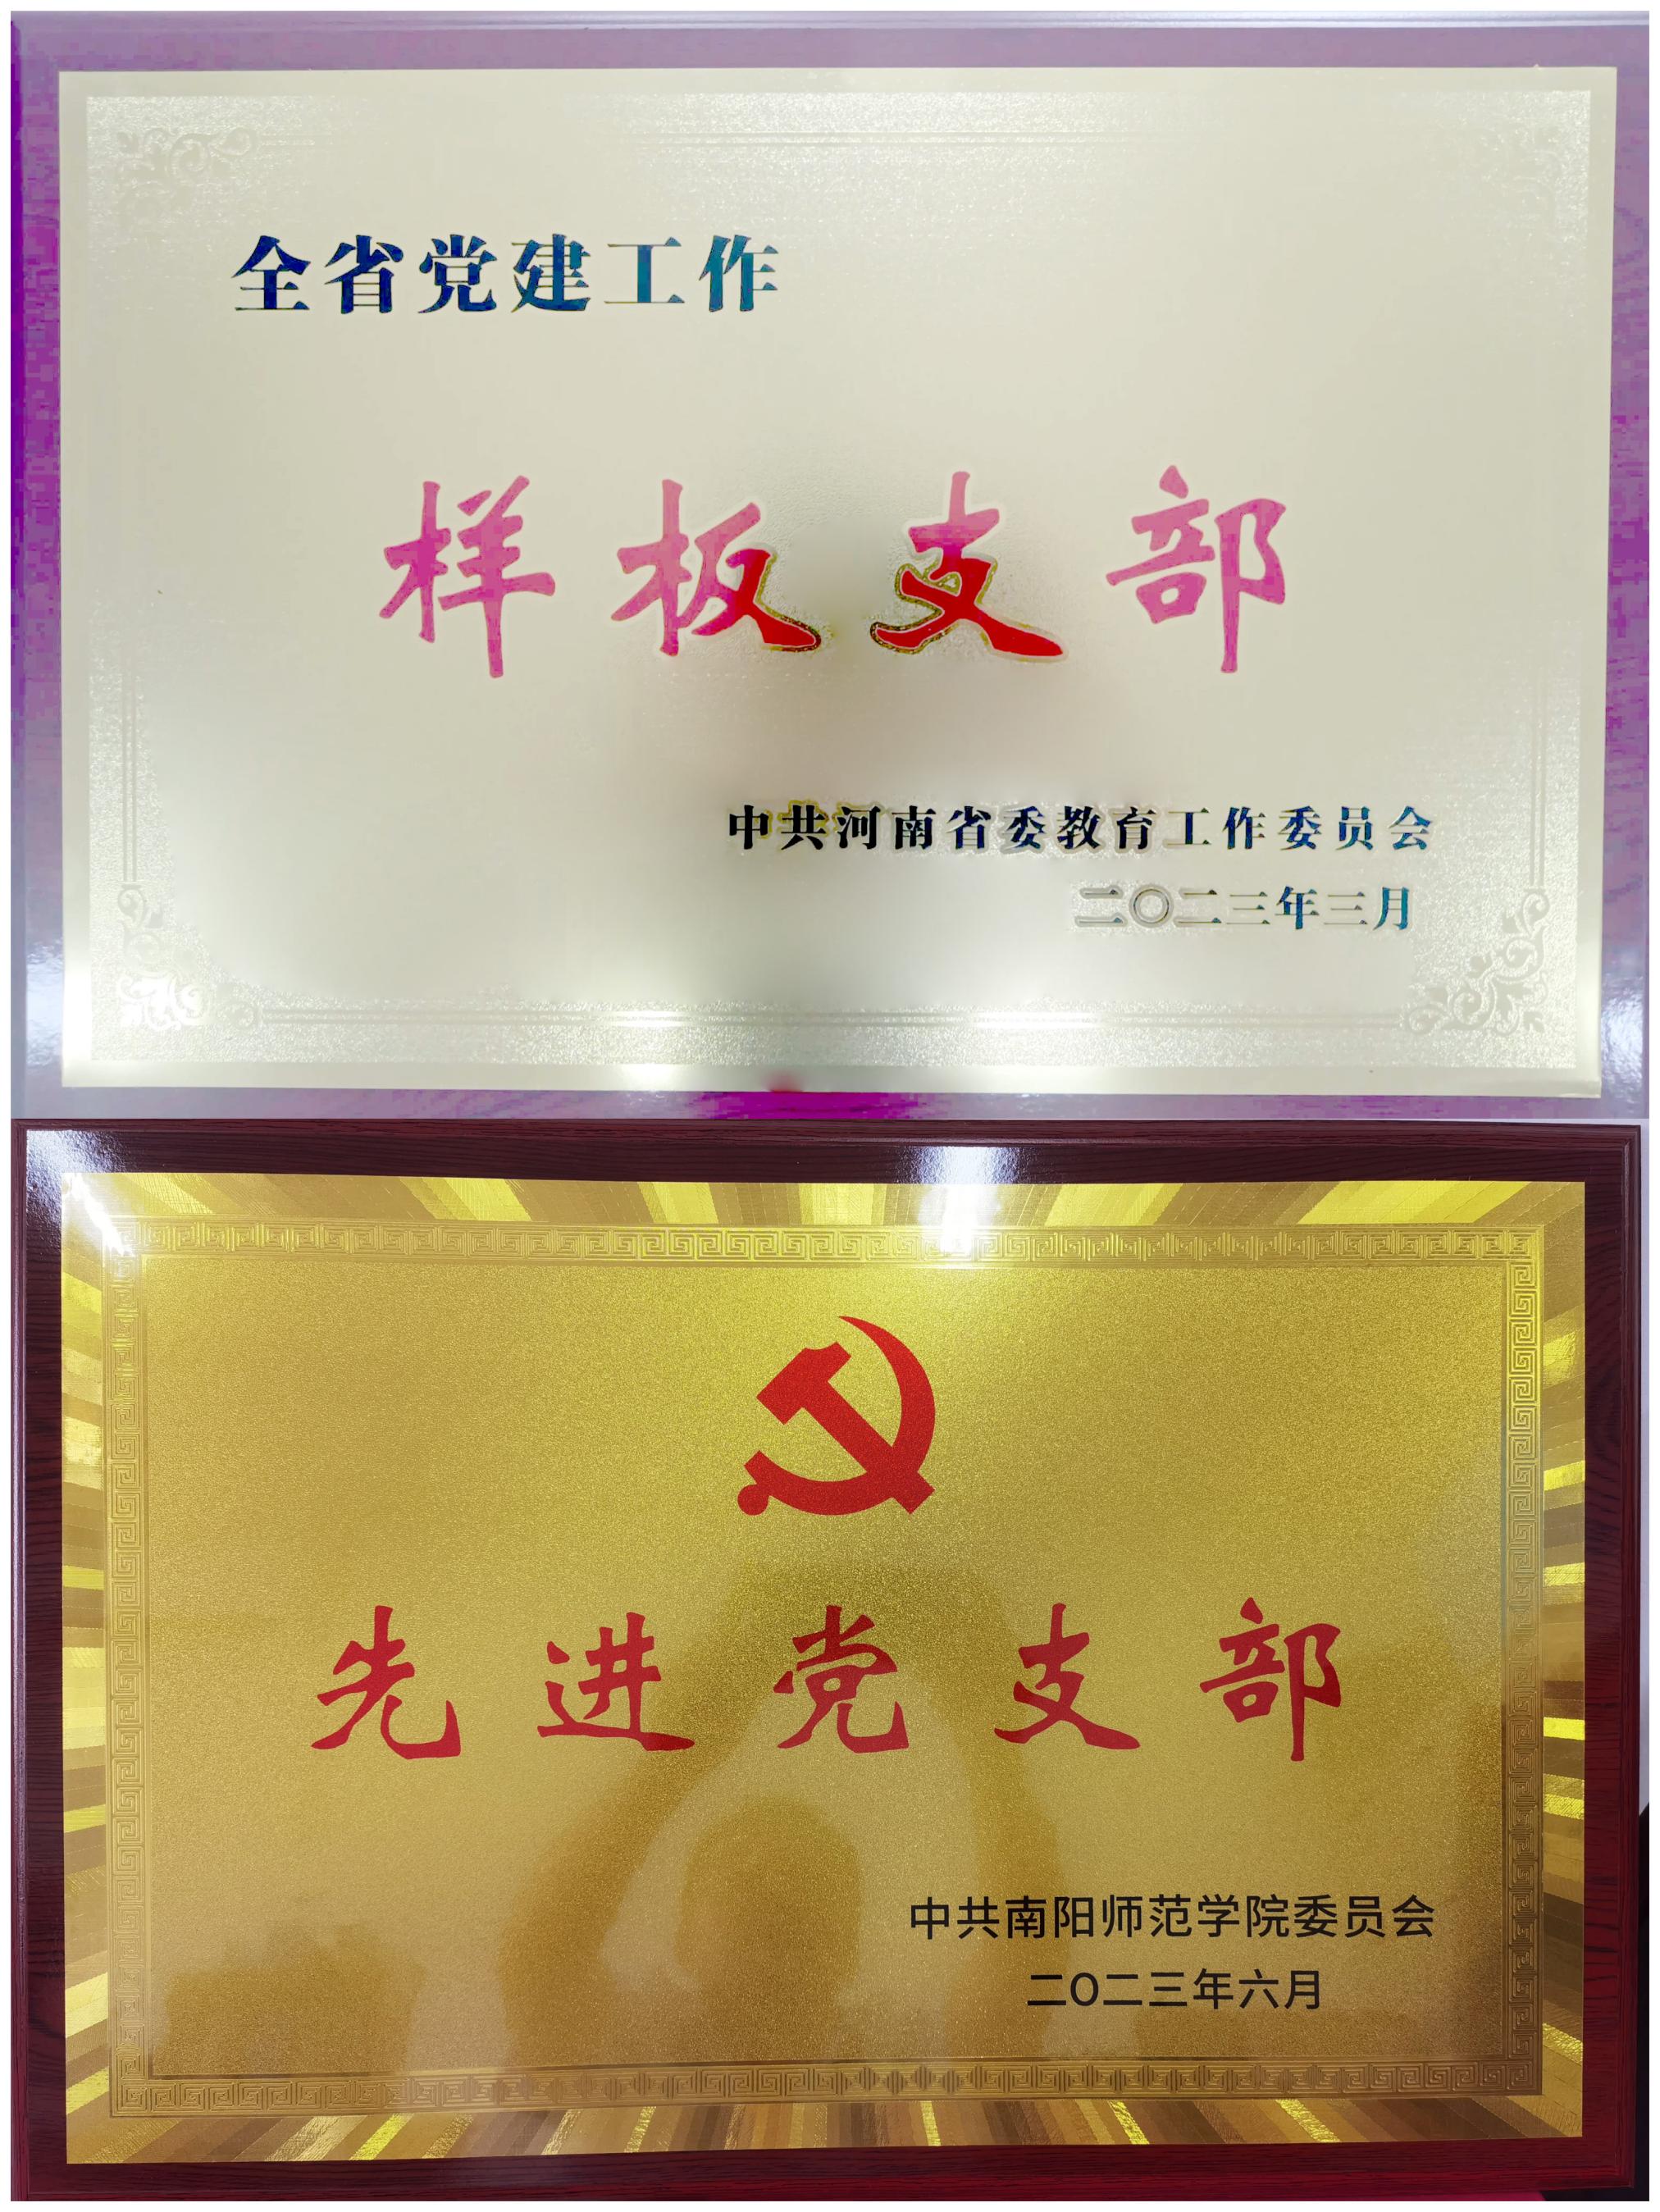 全省党建工作
样板支部
中共河南省委教育工作委员会
二〇二三年三月
先进党支部
中共南阳师范学院委员会
二〇二三年六月